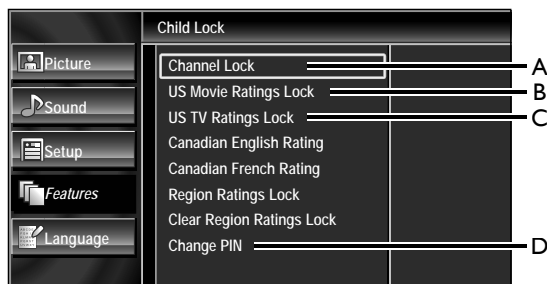 Child Lock
Picture
Sound
Setup
Features
Language
Channel Lock
US Movie Ratings Lock
US TV Ratings Lock
Canadian English Rating
Canadian French Rating
Region Ratings Lock
Clear Region Ratings Lock
Change PIN
A
B
C
D